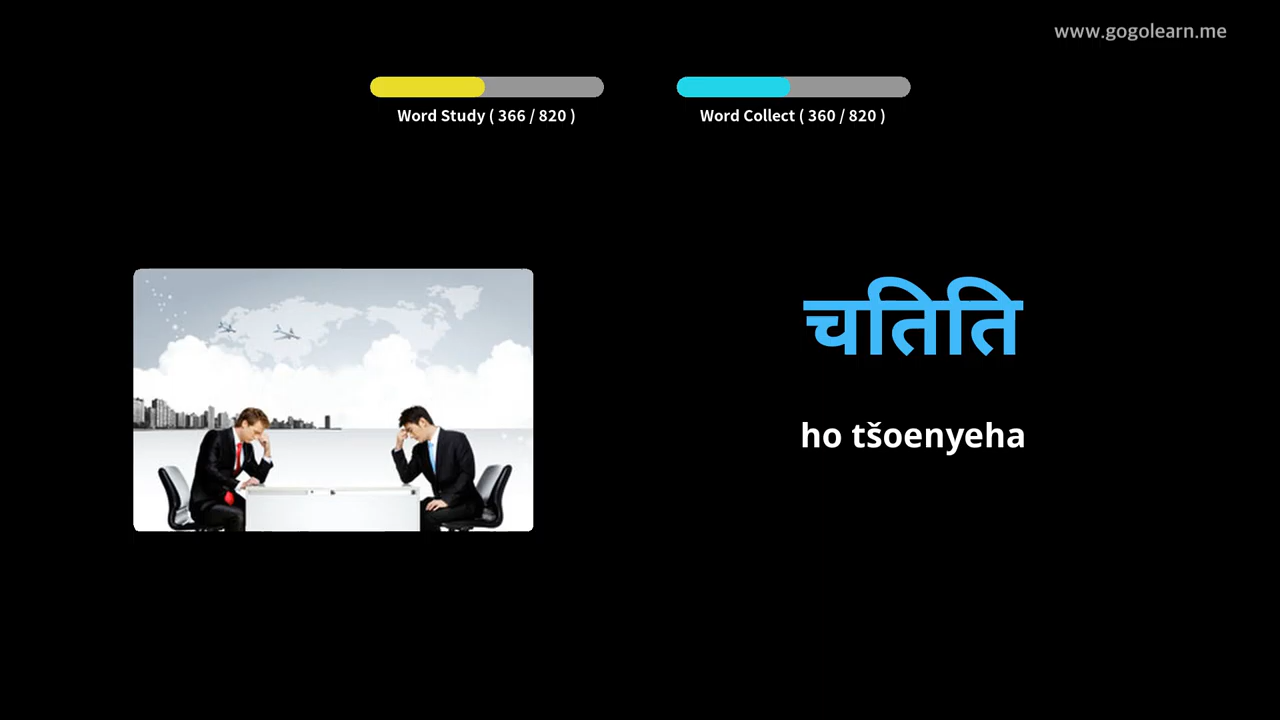 www.gogolearn.me
Word Study ( 366 / 820 )
Word Collect ( 360 / 820 )
चतिति
ho tšoenyeha